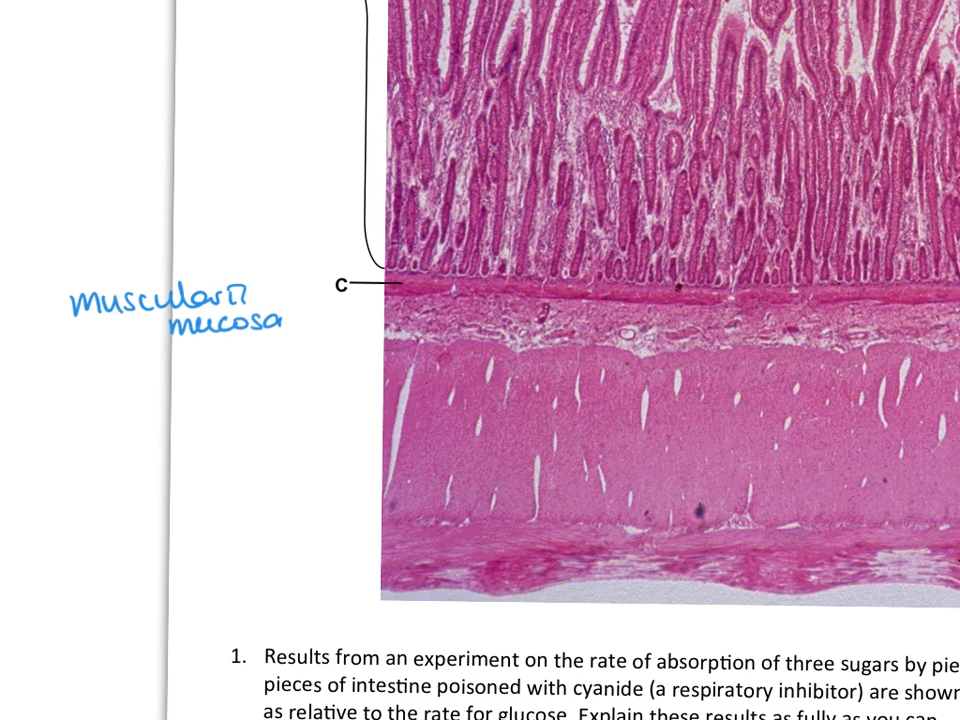 C
muscularis
mucosa
1. Results from an experiment on the rate of absorption of three sugars by pie
pieces of intestine poisoned with cyanide (a respiratory inhibitor) are shown
as relative to the rate for glucose. Explain these results as fully as you can